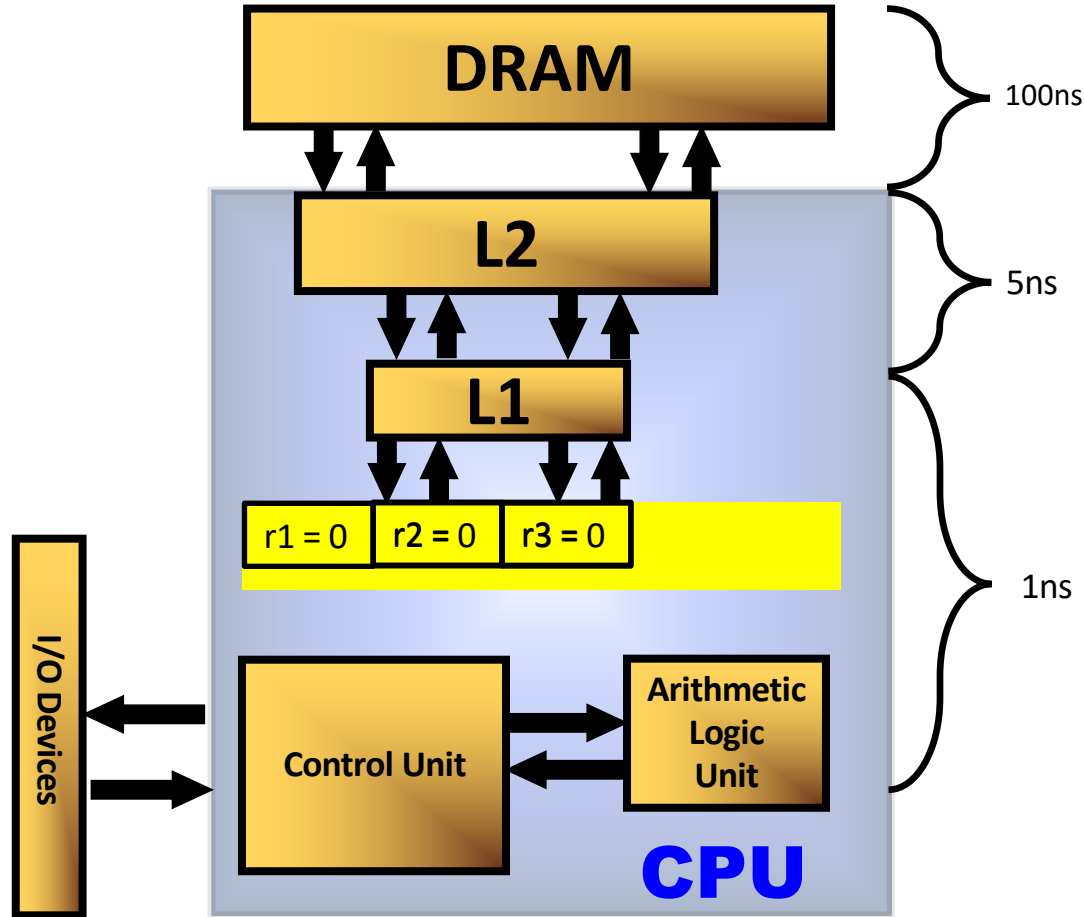 DRAM
100ns
L2
5ns
L1
r1 = 0
r2 = 0
r3 = 0
1ns
I/O Devices
Control Unit
Arithmetic
Logic
Unit
CPU